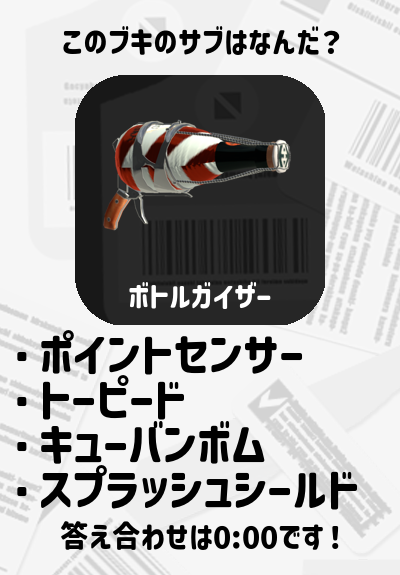 このブキのサブはなんだ？
ボトルガイザー
・ポイントセンサー
・トーピード
・キューバンボム
・スプラッシュシールド
答え合わせは0:00です！